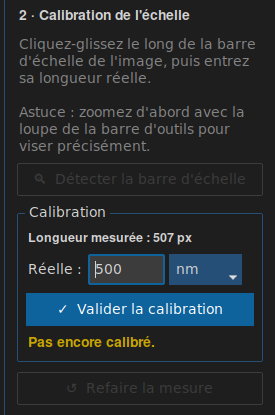 2 · Calibration de l'échelle
Cliquez-glissez le long de la barre
d'échelle de l'image, puis entrez
sa longueur réelle.
Astuce : zoomez d'abord avec la
loupe de la barre d'outils pour
viser précisément.
🔍 Détecter la barre d'échelle
Calibration
Longueur mesurée : 507 px
Réelle : 500 nm
✓ Valider la calibration
Pas encore calibré.
↺ Refaire la mesure